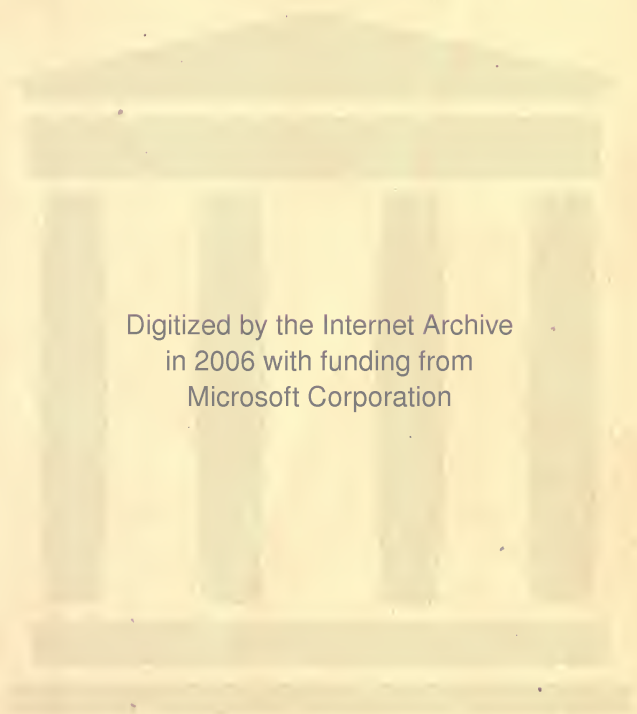 Digitized by the Internet Archive
in 2006 with funding from
Microsoft Corporation